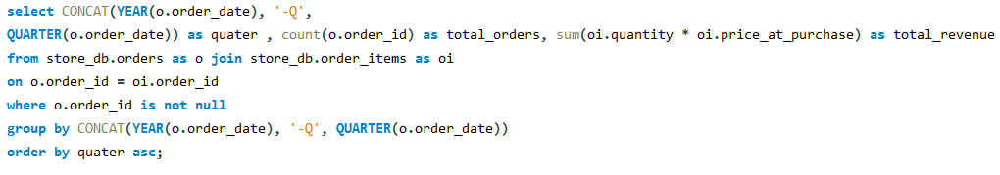 select CONCAT(YEAR(o.order_date), '-Q',
QUARTER(o.order_date)) as quater , count(o.order_id) as total_orders, sum(oi.quantity * oi.price_at_purchase) as total_revenue
from store_db.orders as o join store_db.order_items as oi
on o.order_id = oi.order_id
where o.order_id is not null
group by CONCAT(YEAR(o.order_date), '-Q', QUARTER(o.order_date))
order by quater asc;